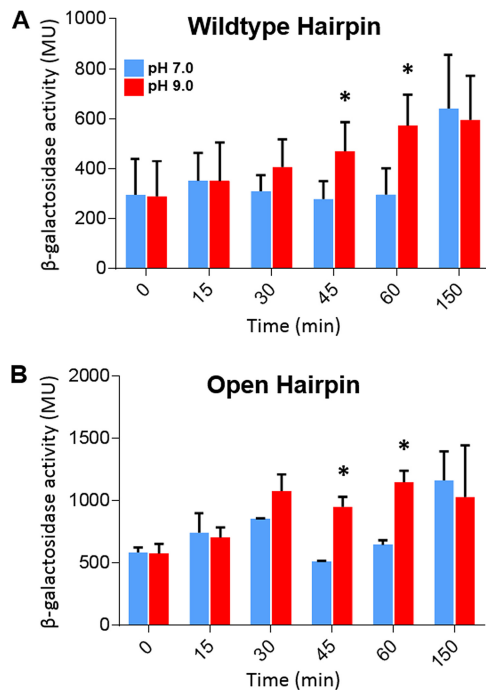 A
Wildtype Hairpin
β-galactosidase activity (MU)
1000
800
600
400
200
0
pH 7.0
pH 9.0
*
*
0
15
30
45
60
150
Time (min)
B
Open Hairpin
β-galactosidase activity (MU)
2000
1500
1000
500
0
*
*
0
15
30
45
60
150
Time (min)